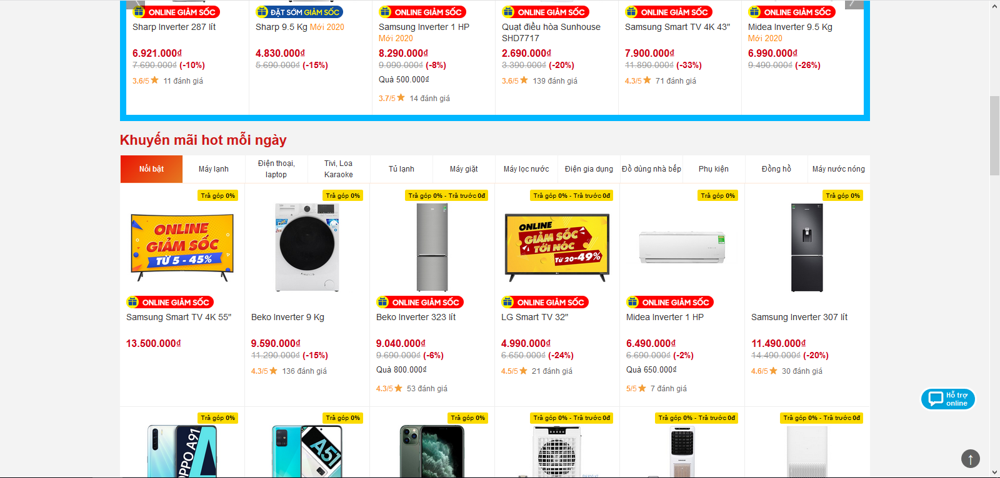 ONLINE GIẢM SỐC
Sharp Inverter 287 lít
6.921.000₫
7.690.000₫ (-10%)
3.6/5 11 đánh giá
ĐẶT SỚM GIẢM SỐC
Sharp 9.5 Kg Mới 2020
4.830.000₫
5.690.000₫ (-15%)
ONLINE GIẢM SỐC
Samsung Inverter 1 HP
Mới 2020
8.290.000₫
9.090.000₫ (-8%)
Quà 500.000₫
3.7/5 14 đánh giá
ONLINE GIẢM SỐC
Quạt điều hòa Sunhouse
SHD7717
2.690.000₫
3.390.000₫ (-20%)
3.6/5 139 đánh giá
ONLINE GIẢM SỐC
Samsung Smart TV 4K 43"
7.900.000₫
11.890.000₫ (-33%)
4.3/5 71 đánh giá
ONLINE GIẢM SỐC
Midea Inverter 9.5 Kg
Mới 2020
6.990.000₫
9.490.000₫ (-26%)
Khuyến mãi hot mỗi ngày
Nổi bật
Máy lạnh
Điện thoại,
laptop
Tivi, Loa
Karaoke
Tủ lạnh
Máy giặt
Máy lọc nước
Điện gia dụng
Đồ dùng nhà bếp
Phụ kiện
Đồng hồ
Máy nước nóng
Trả góp 0%
ONLINE
GIẢM SỐC
TỪ 5 - 45%
ONLINE GIẢM SỐC
Samsung Smart TV 4K 55"
13.500.000₫
Trả góp 0%
Beko Inverter 9 Kg
9.590.000₫
11.290.000₫ (-15%)
4.3/5 136 đánh giá
Trả góp 0% - Trả trước 0đ
ONLINE GIẢM SỐC
Beko Inverter 323 lít
9.040.000₫
9.690.000₫ (-6%)
Quà 800.000₫
4.3/5 53 đánh giá
Trả góp 0% - Trả trước 0đ
ONLINE
GIẢM SỐC
TỚI NÓC
TỪ 20-49%
ONLINE GIẢM SỐC
LG Smart TV 32"
4.990.000₫
6.650.000₫ (-24%)
4.5/5 21 đánh giá
Trả góp 0%
ONLINE GIẢM SỐC
Midea Inverter 1 HP
6.490.000₫
6.690.000₫ (-2%)
Quà 650.000₫
5/5 7 đánh giá
Trả góp 0%
Samsung Inverter 307 lít
11.490.000₫
14.490.000₫ (-20%)
4.6/5 30 đánh giá
Hỗ trợ
online
Trả góp 0%
OPPO A91
Trả góp 0%
A51
Trả góp 0%
Trả góp 0% - Trả trước 0đ
Trả góp 0% - Trả trước 0đ
Trả góp 0% - Trả trước 0đ